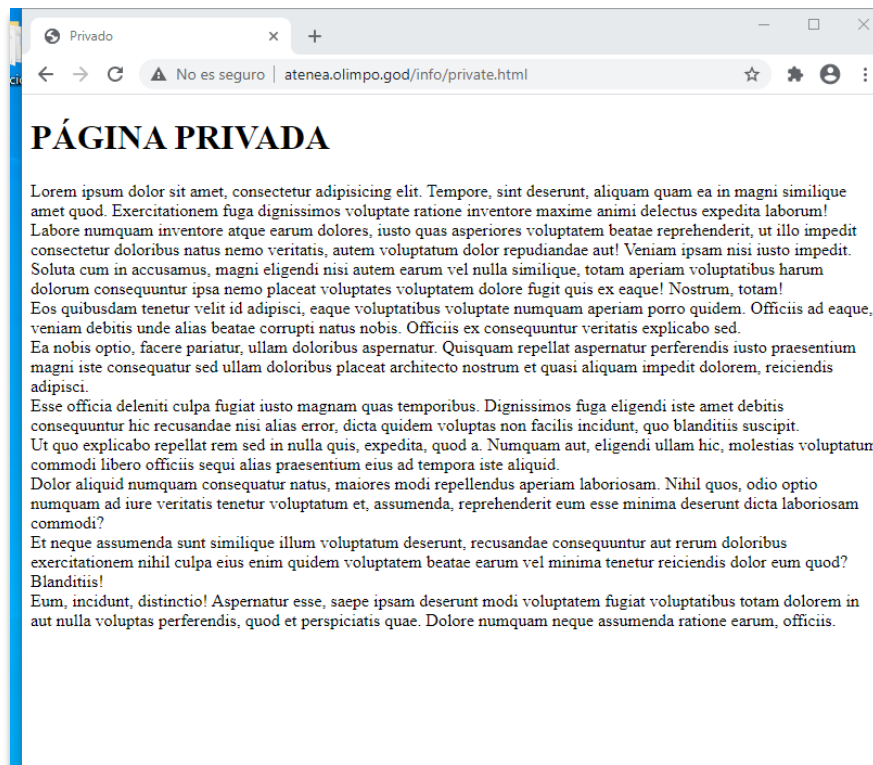 Privado
No es seguro | atenea.olimpo.god/info/private.html
PÁGINA PRIVADA
Lorem ipsum dolor sit amet, consectetur adipisicing elit. Tempore, sint deserunt, aliquam quam ea in magni similique
amet quod. Exercitationem fuga dignissimos voluptate ratione inventore maxime animi delectus expedita laborum!
Labore numquam inventore atque earum dolores, iusto quas asperiores voluptatem beatae reprehenderit, ut illo impedit
consectetur doloribus natus nemo veritatis, autem voluptatum dolor repudiandae aut! Veniam ipsam nisi iusto impedit.
Soluta cum in accusamus, magni eligendi nisi autem earum vel nulla similique, totam aperiam voluptatibus harum
dolorum consequuntur ipsa nemo placeat voluptates voluptatem dolore fugit quis ex eaque! Nostrum, totam!
Eos quibusdam tenetur velit id adipisci, eaque voluptatibus voluptate numquam aperiam porro quidem. Officiis ad eaque,
veniam debitis unde alias beatae corrupti natus nobis. Officiis ex consequuntur veritatis explicabo sed.
Ea nobis optio, facere pariatur, ullam doloribus aspernatur. Quisquam repellat aspernatur perferendis iusto praesentium
magni iste consequatur sed ullam doloribus placeat architecto nostrum et quasi aliquam impedit dolorem, reiciendis
adipisci.
Esse officia deleniti culpa fugiat iusto magnam quas temporibus. Dignissimos fuga eligendi iste amet debitis
consequuntur hic recusandae nisi alias error, dicta quidem voluptas non facilis incidunt, quo blanditiis suscipit.
Ut quo explicabo repellat rem sed in nulla quis, expedita, quod a. Numquam aut, eligendi ullam hic, molestias voluptatum
commodi libero officiis sequi alias praesentium eius ad tempora iste aliquid.
Dolor aliquid numquam consequatur natus, maiores modi repellendus aperiam laboriosam. Nihil quos, odio optio
numquam ad iure veritatis tenetur voluptatum et, assumenda, reprehenderit eum esse minima deserunt dicta laboriosam
commodi?
Et neque assumenda sunt similique illum voluptatum deserunt, recusandae consequuntur aut rerum doloribus
exercitationem nihil culpa eius enim quidem voluptatem beatae earum vel minima tenetur reiciendis dolor eum quod?
Blanditiis!
Eum, incidunt, distinctio! Aspernatur esse, saepe ipsam deserunt modi voluptatem fugiat voluptatibus totam dolorem in
aut nulla voluptas perferendis, quod et perspiciatis quae. Dolore numquam neque assumenda ratione earum, officiis.